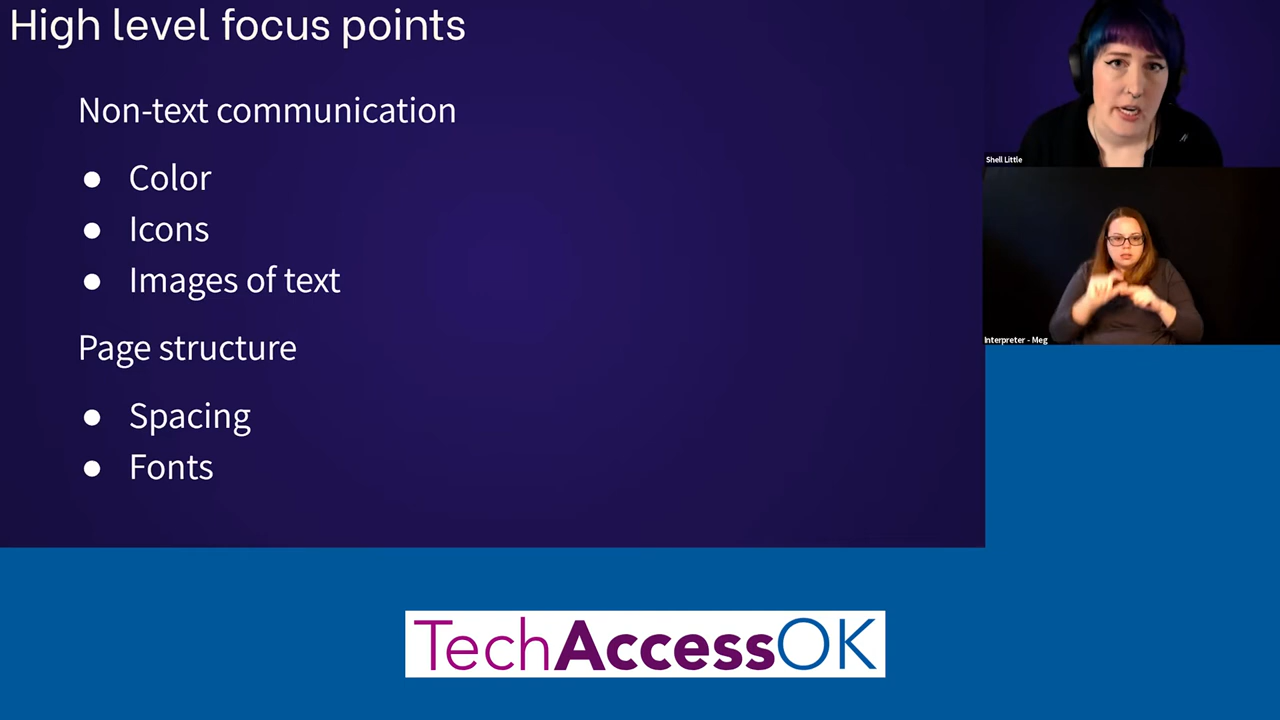 High level focus points
Non-text communication
● Color
● Icons
● Images of text
Page structure
● Spacing
● Fonts
Shell Little
Interpreter - Meg
TechAccessOK